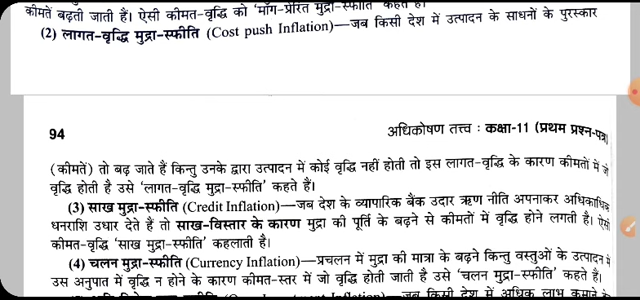 कीमतें बढ़ती जाती हैं। ऐसी कीमत-वृद्धि को 'माँग-प्रेरित मुद्रा-स्फीति' कहते हैं।
(2) लागत-वृद्धि मुद्रा-स्फीति (Cost push Inflation)—जब किसी देश में उत्पादन के साधनों के पुरस्कार
94
अधिकोषण तत्त्व : कक्षा-11 (प्रथम प्रश्न-पत्र)
(कीमतें) तो बढ़ जाते हैं किन्तु उनके द्वारा उत्पादन में कोई वृद्धि नहीं होती तो इस लागत-वृद्धि के कारण कीमतों में जो
वृद्धि होती है उसे 'लागत-वृद्धि मुद्रा-स्फीति' कहते हैं।
(3) साख मुद्रा-स्फीति (Credit Inflation)—जब देश के व्यापारिक बैंक उदार ऋण नीति अपनाकर अधिकाधिक
धनराशि उधार देते हैं तो साख-विस्तार के कारण मुद्रा की पूर्ति के बढ़ने से कीमतों में वृद्धि होने लगती है। ऐसी
कीमत-वृद्धि 'साख मुद्रा-स्फीति' कहलाती है।
(4) चलन मुद्रा-स्फीति (Currency Inflation)—प्रचलन में मुद्रा की मात्रा के बढ़ने किन्तु वस्तुओं के उत्पादन में
उस अनुपात में वृद्धि न होने के कारण कीमत-स्तर में जो वृद्धि होती जाती है उसे 'चलन मुद्रा-स्फीति' कहते हैं।
जब किसी देश में अधिक लाभ कमाने के